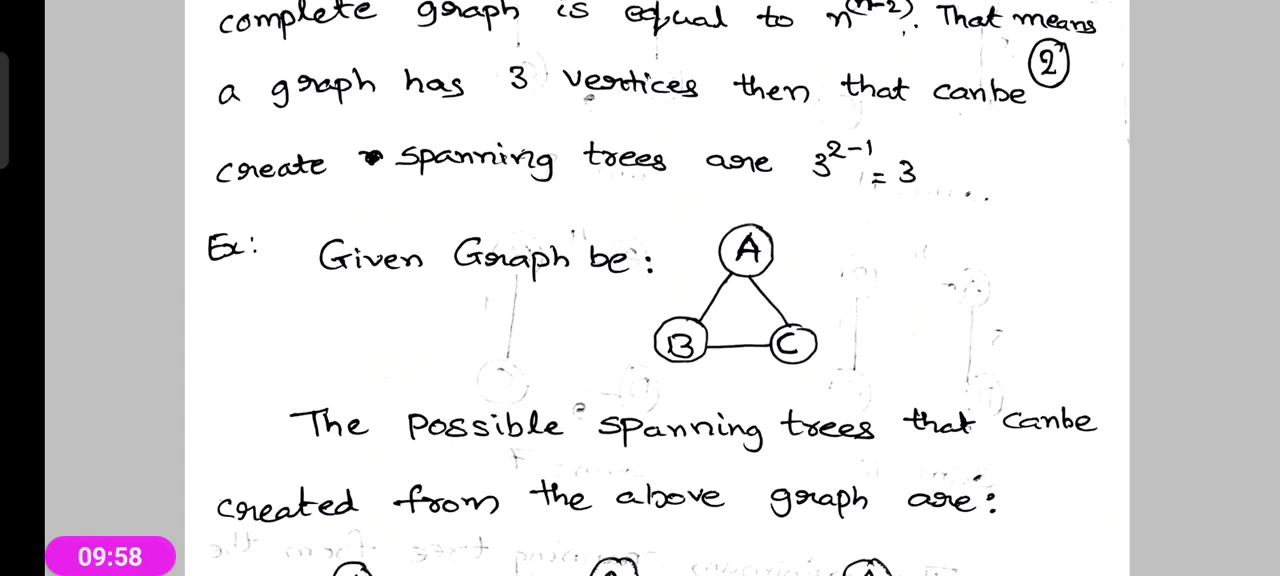 complete graph is equal to n^(n-2). That means
②
a graph has 3 vertices then that canbe
create spanning trees are 3^2-1 = 3
Ex: Given Graph be:
A
B C
The possible spanning trees that canbe
created from the above graph are:
09:58